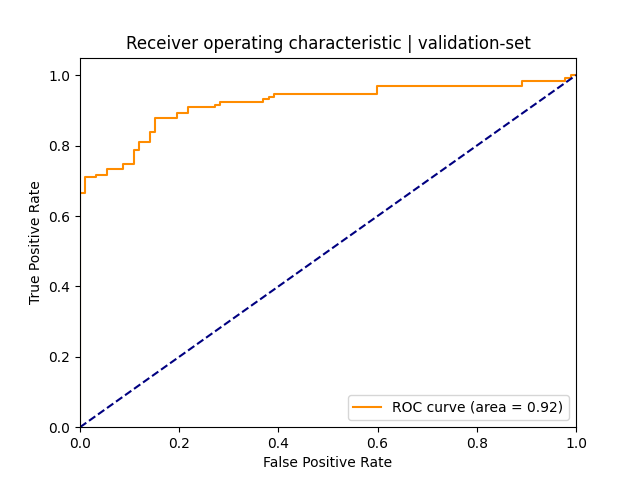 Receiver operating characteristic | validation-set
1.0
0.8
0.6
0.4
0.2
0.0
True Positive Rate
ROC curve (area = 0.92)
0.0 0.2 0.4 0.6 0.8 1.0
False Positive Rate